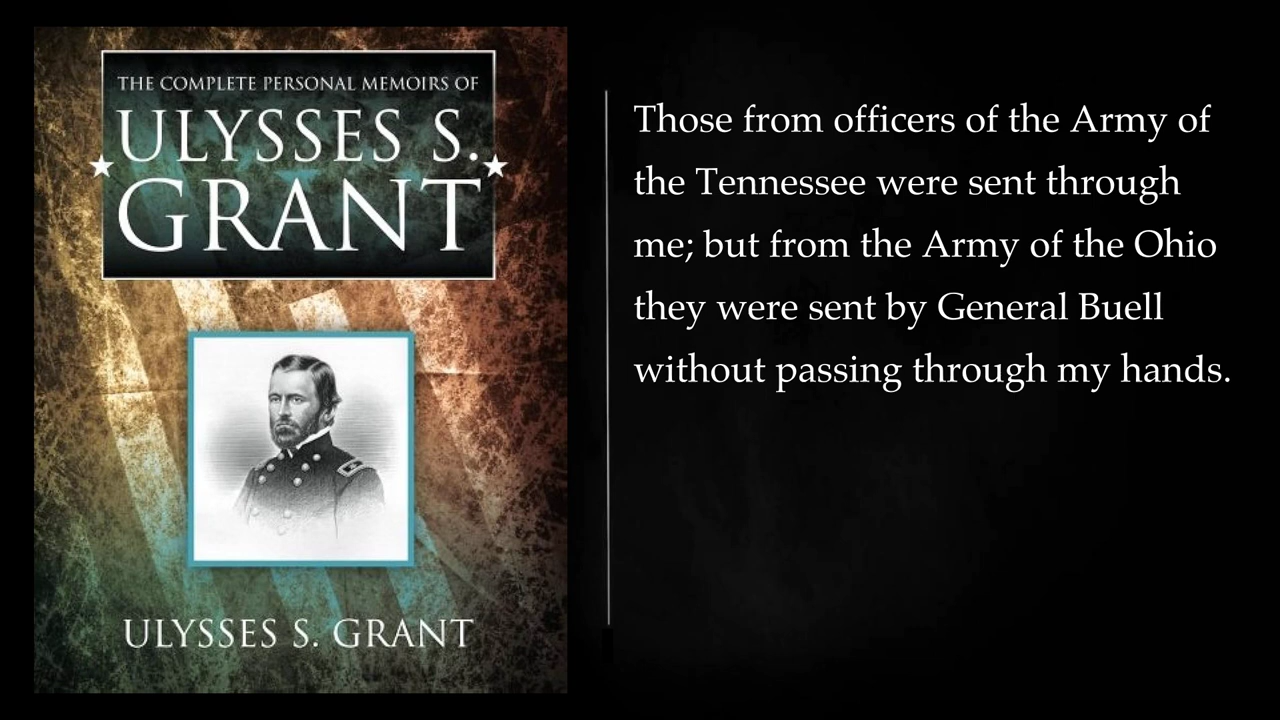 THE COMPLETE PERSONAL MEMOIRS OF
ULYSSES S.
GRANT
ULYSSES S. GRANT
Those from officers of the Army of
the Tennessee were sent through
me; but from the Army of the Ohio
they were sent by General Buell
without passing through my hands.